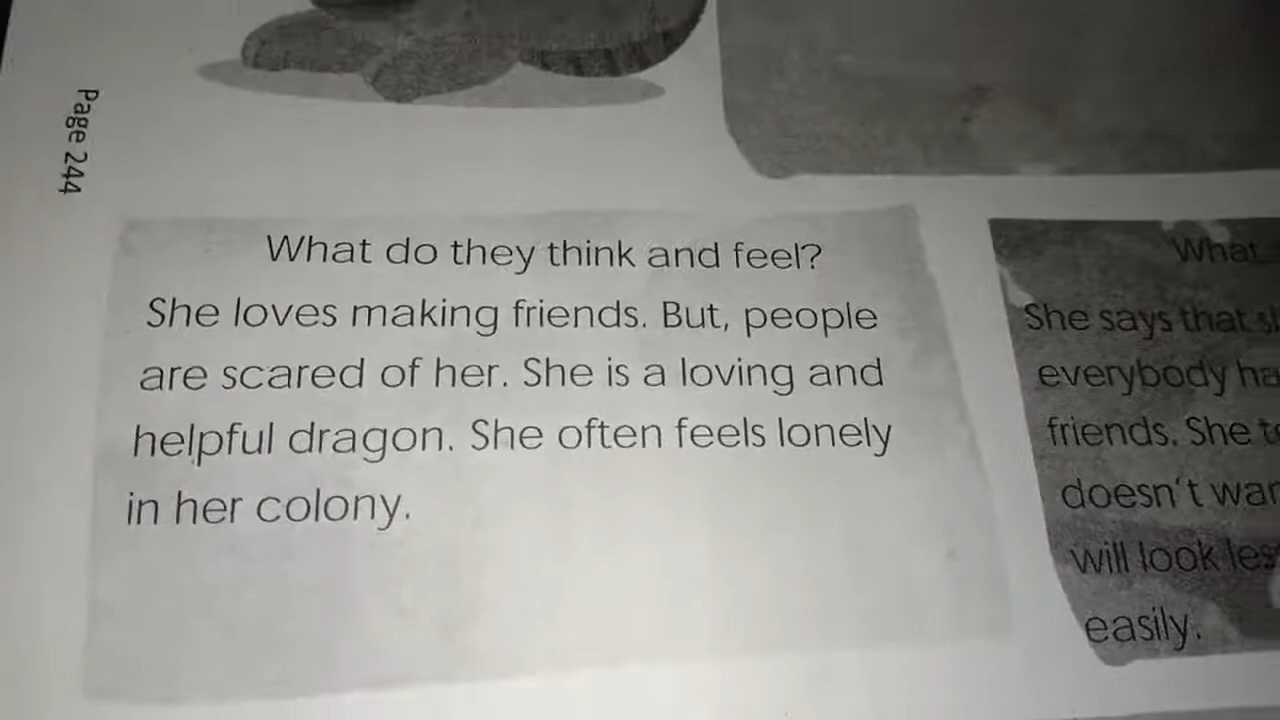 Page 244
What do they think and feel?
She loves making friends. But, people
are scared of her. She is a loving and
helpful dragon. She often feels lonely
in her colony.
What
She says that
everybody
friends. She
doesn't
will look
easily.